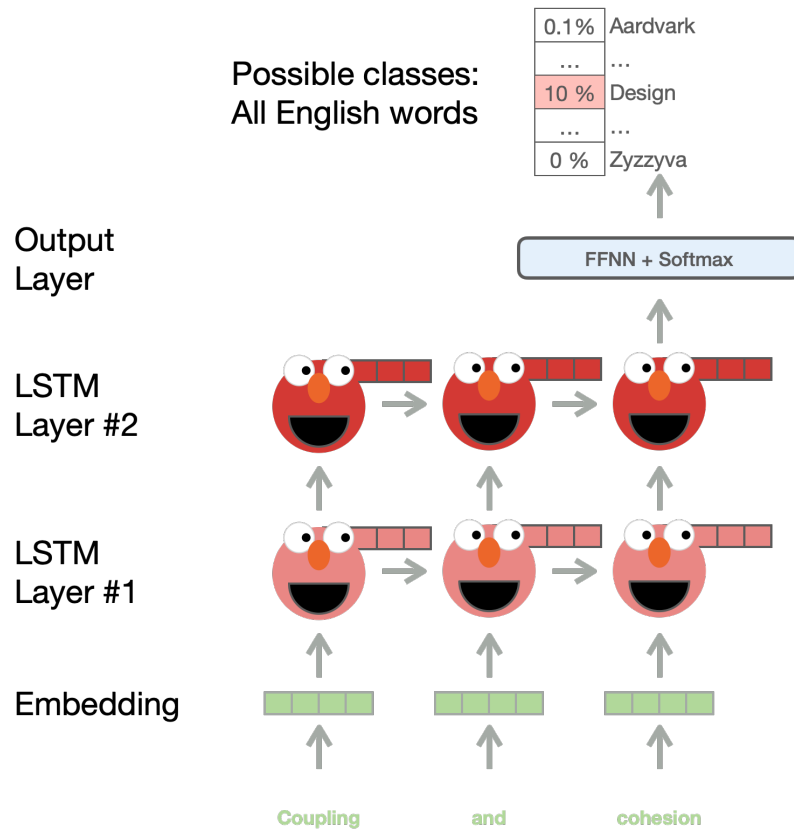 0.1% Aardvark
... ...
Possible classes:
All English words
10 % Design
... ...
0 % Zyzzyva
Output
Layer
FFNN + Softmax
LSTM
Layer #2
LSTM
Layer #1
Embedding
Coupling and cohesion